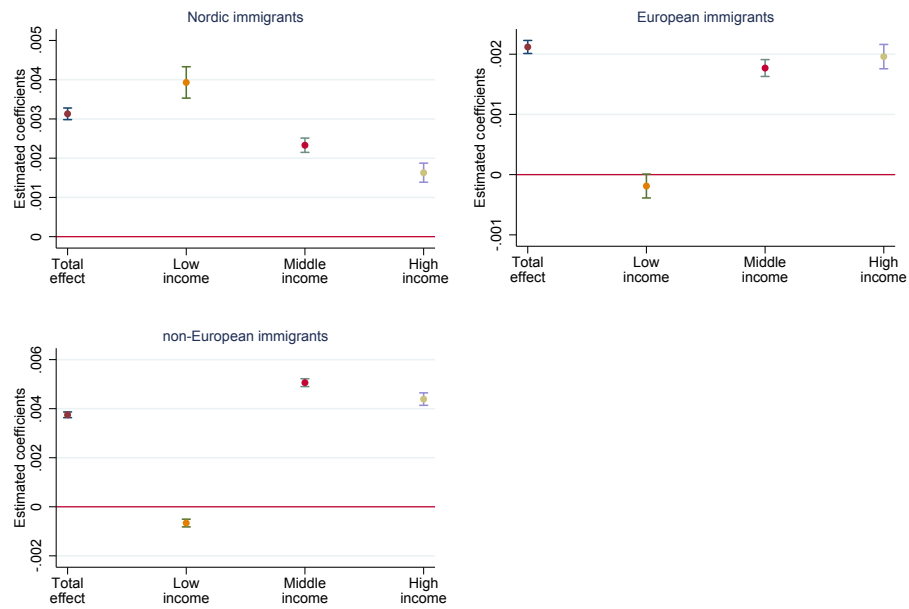 Nordic immigrants
Estimated coefficients
.005
.004
.003
.002
.001
0
Total effect
Low income
Middle income
High income
European immigrants
Estimated coefficients
.002
.001
0
-.001
Total effect
Low income
Middle income
High income
non-European immigrants
Estimated coefficients
.006
.004
.002
0
-.002
Total effect
Low income
Middle income
High income